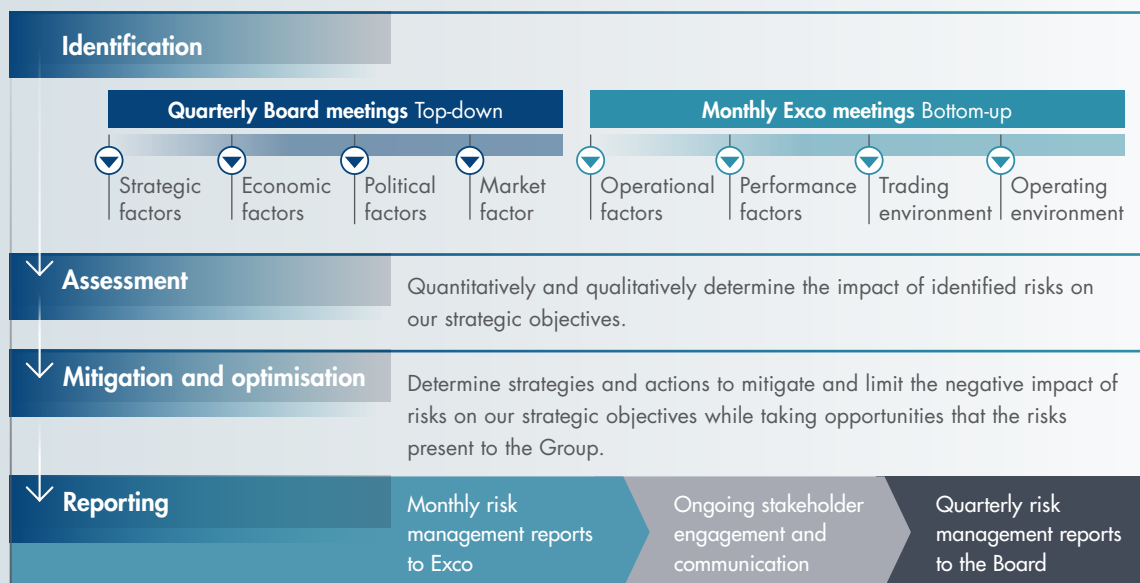 Identification
Quarterly Board meetings Top-down
Strategic
factors
Economic
factors
Political
factors
Market
factor
Monthly Exco meetings Bottom-up
Operational
factors
Performance
factors
Trading
environment
Operating
environment
Assessment
Quantitatively and qualitatively determine the impact of identified risks on
our strategic objectives.
Mitigation and optimisation
Determine strategies and actions to mitigate and limit the negative impact of
risks on our strategic objectives while taking opportunities that the risks
present to the Group.
Reporting
Monthly risk
management reports
to Exco
Ongoing stakeholder
engagement and
communication
Quarterly risk
management reports
to the Board